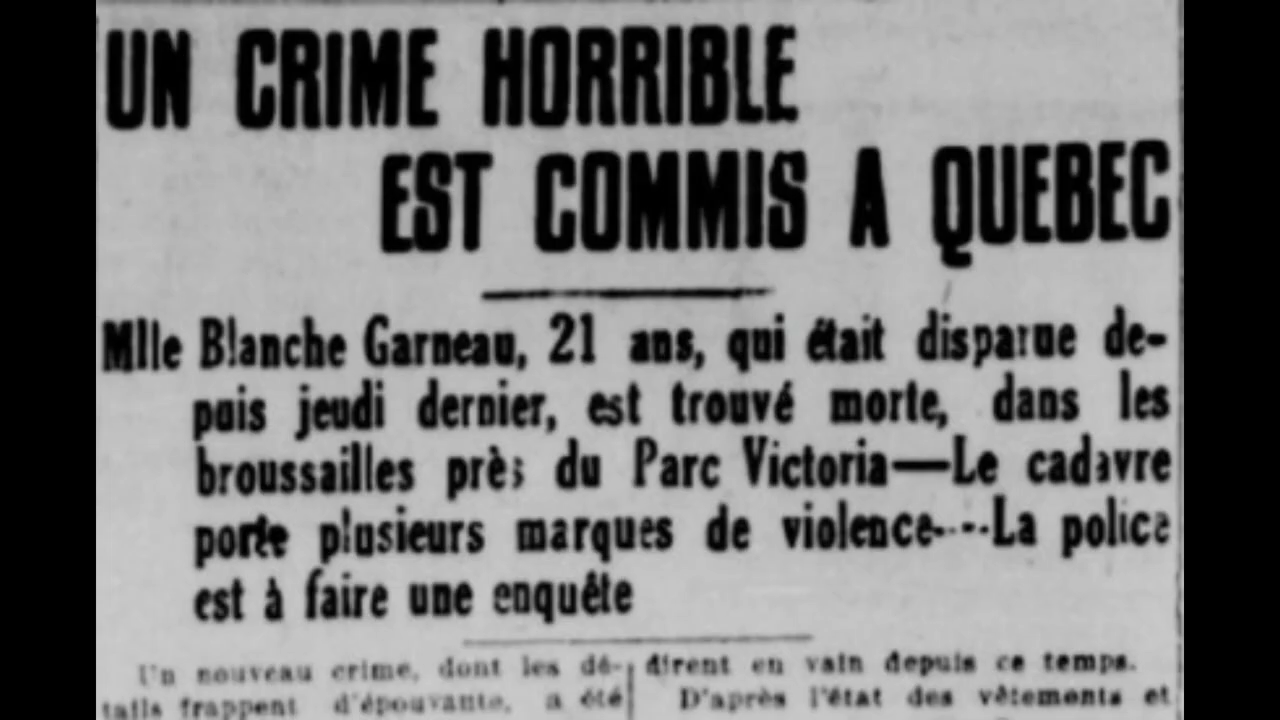 UN CRIME HORRIBLE
EST COMMIS A QUEBEC
Mlle Blanche Garneau, 21 ans, qui était disparue de-
puis jeudi dernier, est trouvé morte, dans les
broussailles près du Parc Victoria—Le cadavre
porte plusieurs marques de violence---La police
est à faire une enquête
Un nouveau crime, dont les dé-
tails frappent d'épouvante, a été
dirent en vain depuis ce temps.
D'après l'état des vêtements et